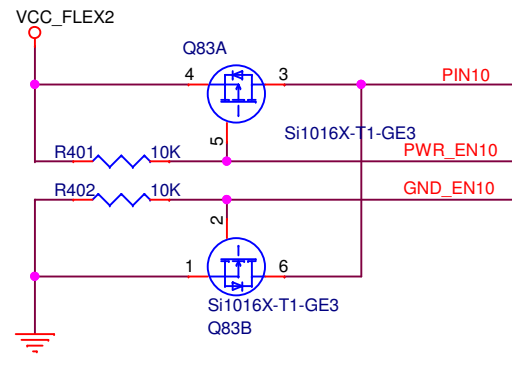 VCC_FLEX2
Q83A
4
3
PIN10
5
Si1016X-T1-GE3
R401
10K
PWR_EN10
R402
10K
GND_EN10
2
1
6
Si1016X-T1-GE3
Q83B